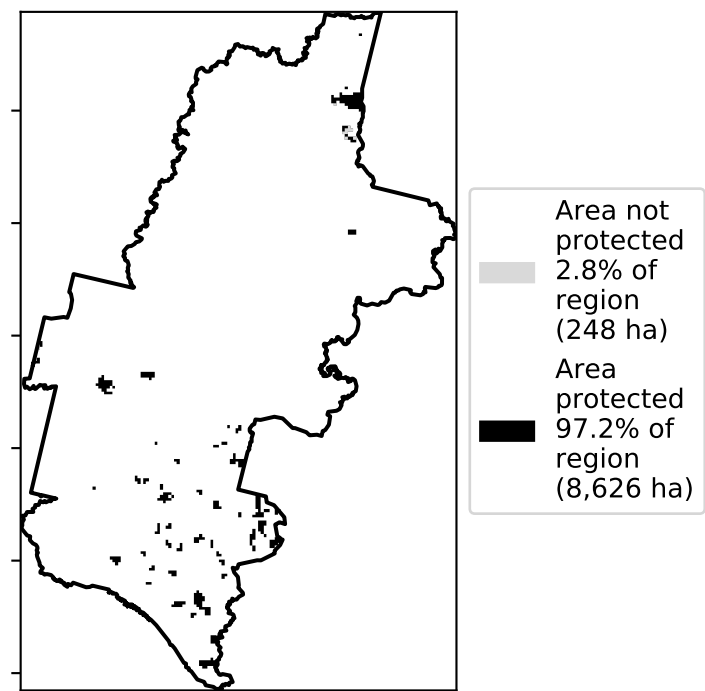 Area not
protected
2.8% of
region
(248 ha)
Area
protected
97.2% of
region
(8,626 ha)